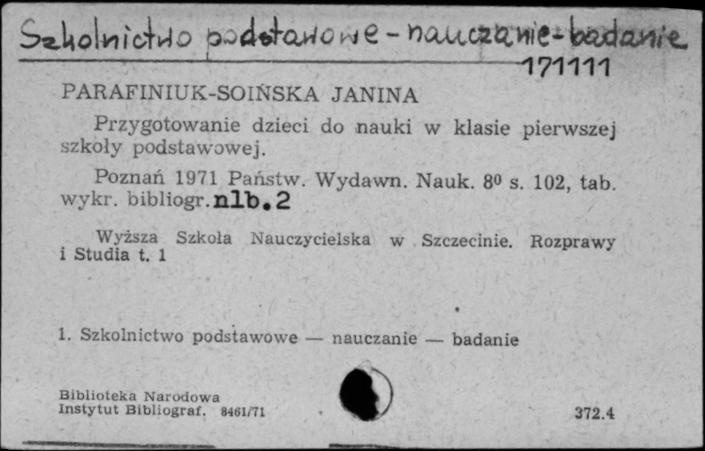 Szkolnictwo podstawowe - nauczanie - badanie
171111
PARAFINIUK-SOIŃSKA JANINA
Przygotowanie dzieci do nauki w klasie pierwszej
szkoły podstawowej.
Poznań 1971 Państw. Wydawn. Nauk. 8⁰ s. 102, tab.
wykr. bibliogr. nlb. 2
Wyższa Szkoła Nauczycielska w Szczecinie. Rozprawy
i Studia t. 1
1. Szkolnictwo podstawowe — nauczanie — badanie
Biblioteka Narodowa
Instytut Bibliograf. 8461/71
372.4